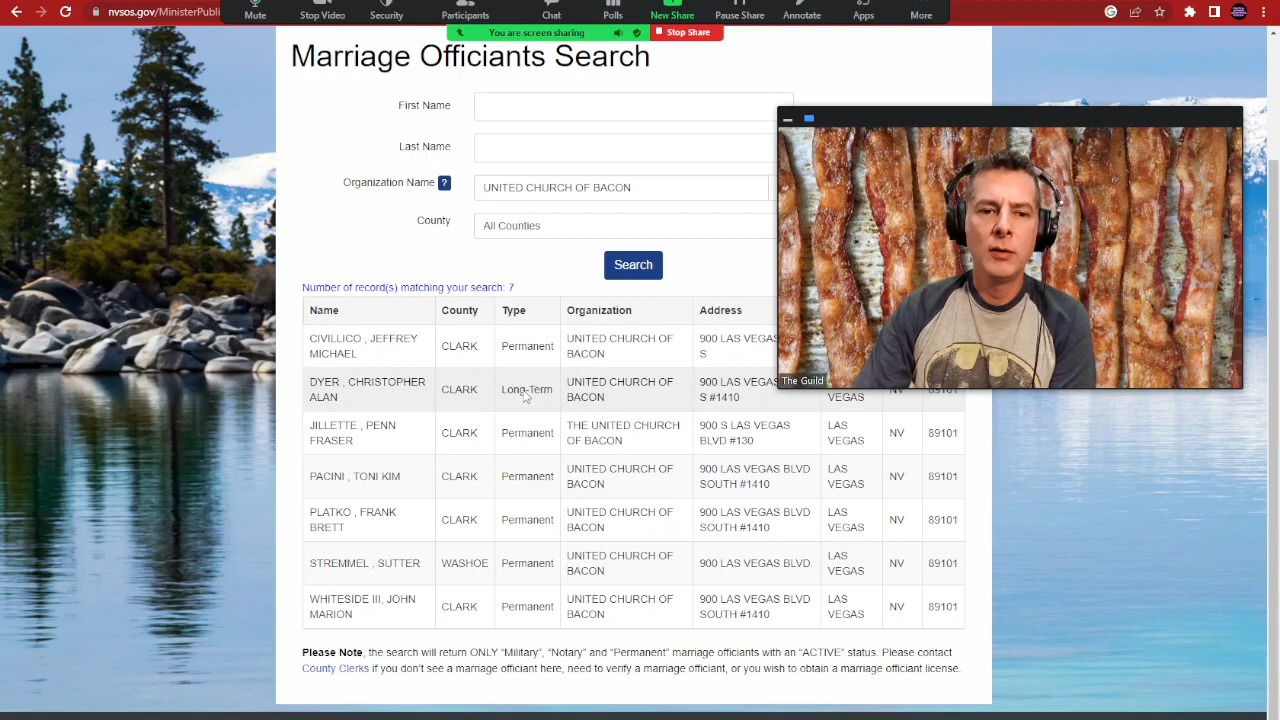 nvsos.gov/MinisterPubli
Mute Stop Video Security Participants Chat Polls New Share Pause Share Annotate Apps More
You are screen sharing Stop Share
Marriage Officiants Search
First Name
Last Name
Organization Name ? UNITED CHURCH OF BACON
County All Counties
Search
Number of record(s) matching your search: 7
Name County Type Organization Address
CIVILLICO , JEFFREY MICHAEL CLARK Permanent UNITED CHURCH OF BACON 900 LAS VEGAS S
DYER , CHRISTOPHER ALAN CLARK Long-Term UNITED CHURCH OF BACON 900 LAS VEGAS S #1410 VEGAS NV 89101
JILLETTE , PENN FRASER CLARK Permanent THE UNITED CHURCH OF BACON 900 S LAS VEGAS BLVD #130 LAS VEGAS NV 89101
PACINI , TONI KIM CLARK Permanent UNITED CHURCH OF BACON 900 LAS VEGAS BLVD SOUTH #1410 LAS VEGAS NV 89101
PLATKO , FRANK BRETT CLARK Permanent UNITED CHURCH OF BACON 900 LAS VEGAS BLVD SOUTH #1410 LAS VEGAS NV 89101
STREMMEL , SUTTER WASHOE Permanent UNITED CHURCH OF BACON 900 LAS VEGAS BLVD. LAS VEGAS NV 89101
WHITESIDE III, JOHN MARION CLARK Permanent UNITED CHURCH OF BACON 900 LAS VEGAS BLVD SOUTH #1410 LAS VEGAS NV 89101
Please Note, the search will return ONLY "Military", "Notary" and "Permanent" marriage officiants with an "ACTIVE" status. Please contact
County Clerks if you don't see a marriage officiant here, need to verify a marriage officiant, or you wish to obtain a marriage officiant license.
The Guild